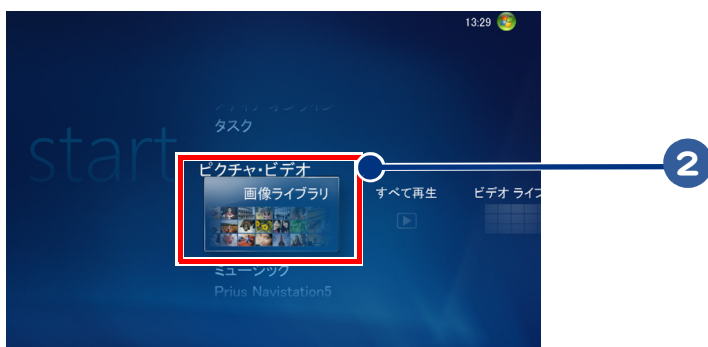 13:29
start
タスク
ピクチャ・ビデオ
画像ライブラリ すべて再生 ビデオ ライブ
ミュージック
Prius Navistation5
2